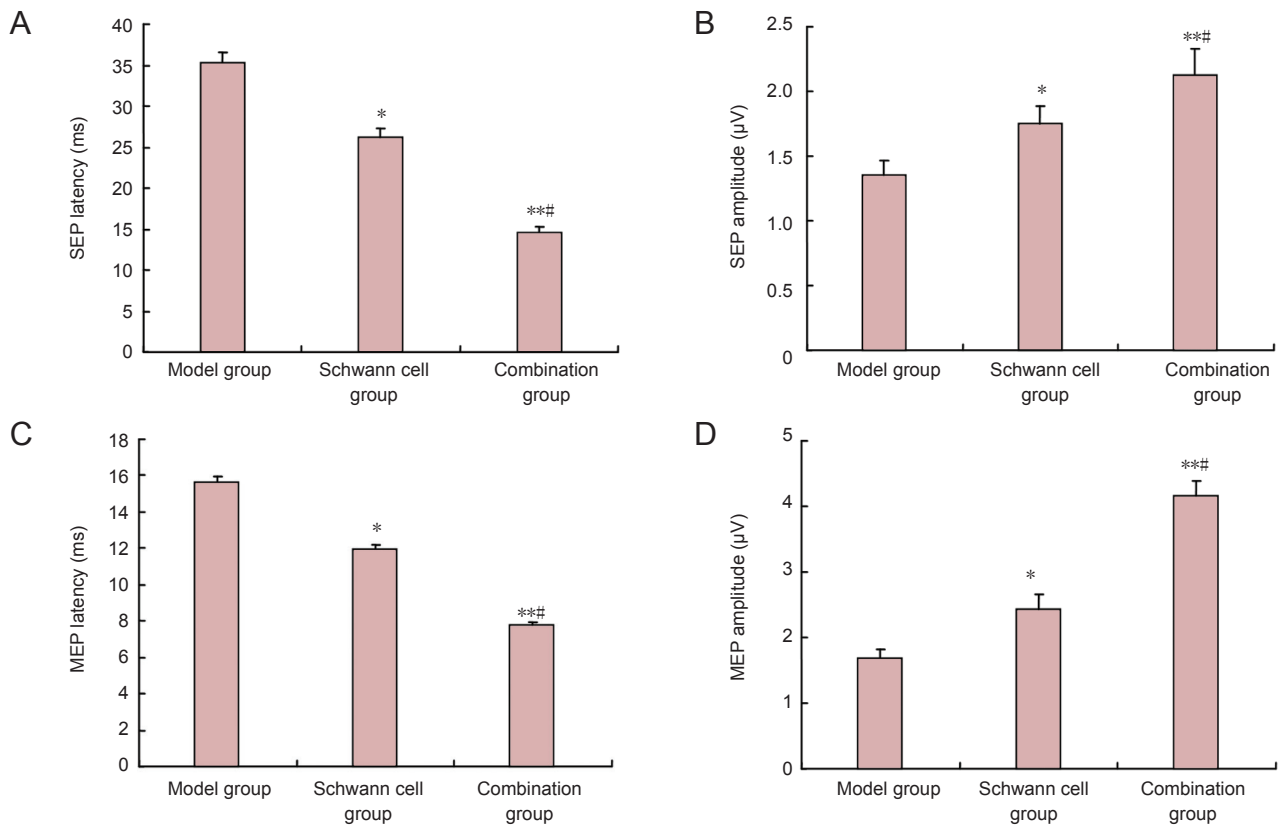 A
SEP latency (ms)
40
35
30
25
20
15
10
5
0
*
**#
Model group
Schwann cell
group
Combination
group
B
SEP amplitude (µV)
2.5
2.0
1.5
1.0
0.5
0
*
**#
Model group
Schwann cell
group
Combination
group
C
MEP latency (ms)
18
16
14
12
10
8
6
4
2
0
*
**#
Model group
Schwann cell
group
Combination
group
D
MEP amplitude (µV)
5
4
3
2
1
0
*
**#
Model group
Schwann cell
group
Combination
group